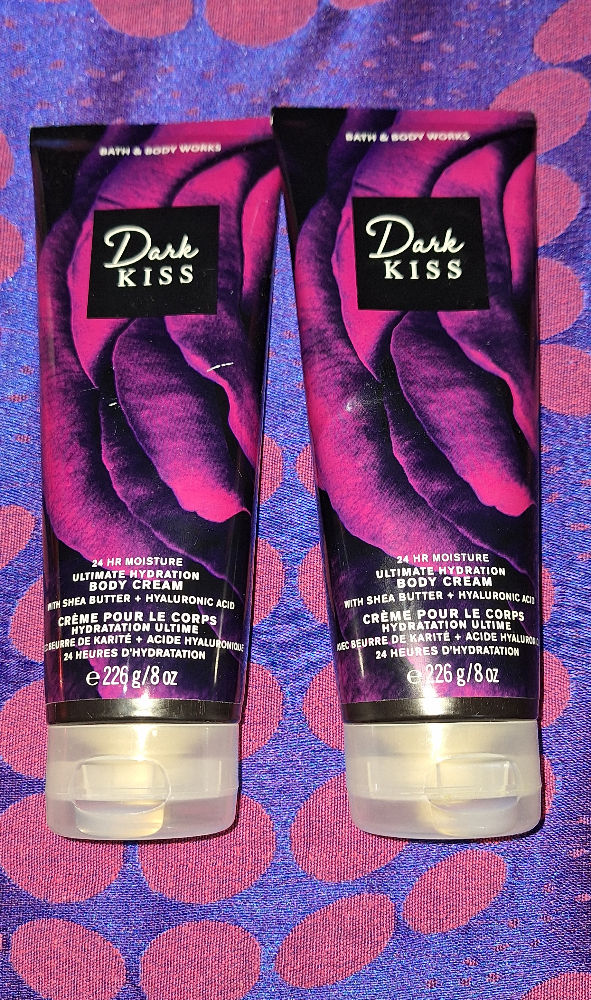 BATH & BODY WORKS
Dark
KISS
24 HR MOISTURE
ULTIMATE HYDRATION
BODY CREAM
WITH SHEA BUTTER + HYALURONIC ACID
CRÈME POUR LE CORPS
HYDRATATION ULTIME
BEURRE DE KARITÉ + ACIDE HYALURONIQUE
24 HEURES D'HYDRATATION
e 226 g/8 oz
BATH & BODY WORKS
Dark
KISS
24 HR MOISTURE
ULTIMATE HYDRATION
BODY CREAM
WITH SHEA BUTTER + HYALURONIC ACID
CRÈME POUR LE CORPS
HYDRATATION ULTIME
AVEC BEURRE DE KARITÉ + ACIDE
24 HEURES D'HYDRATATION
e 226 g/8 oz